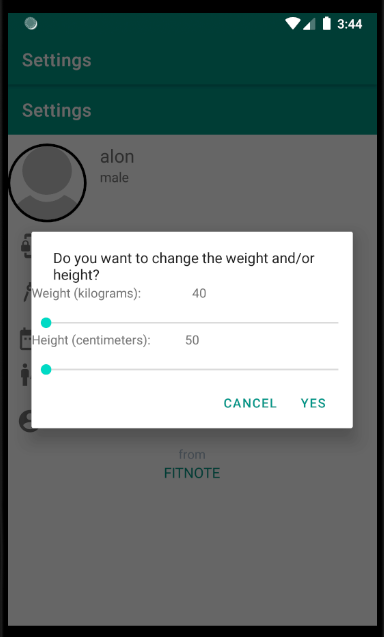 3:44
Settings
Settings
alon
male
Do you want to change the weight and/or
height?
Weight (kilograms): 40
Height (centimeters): 50
CANCEL YES
from
FITNOTE